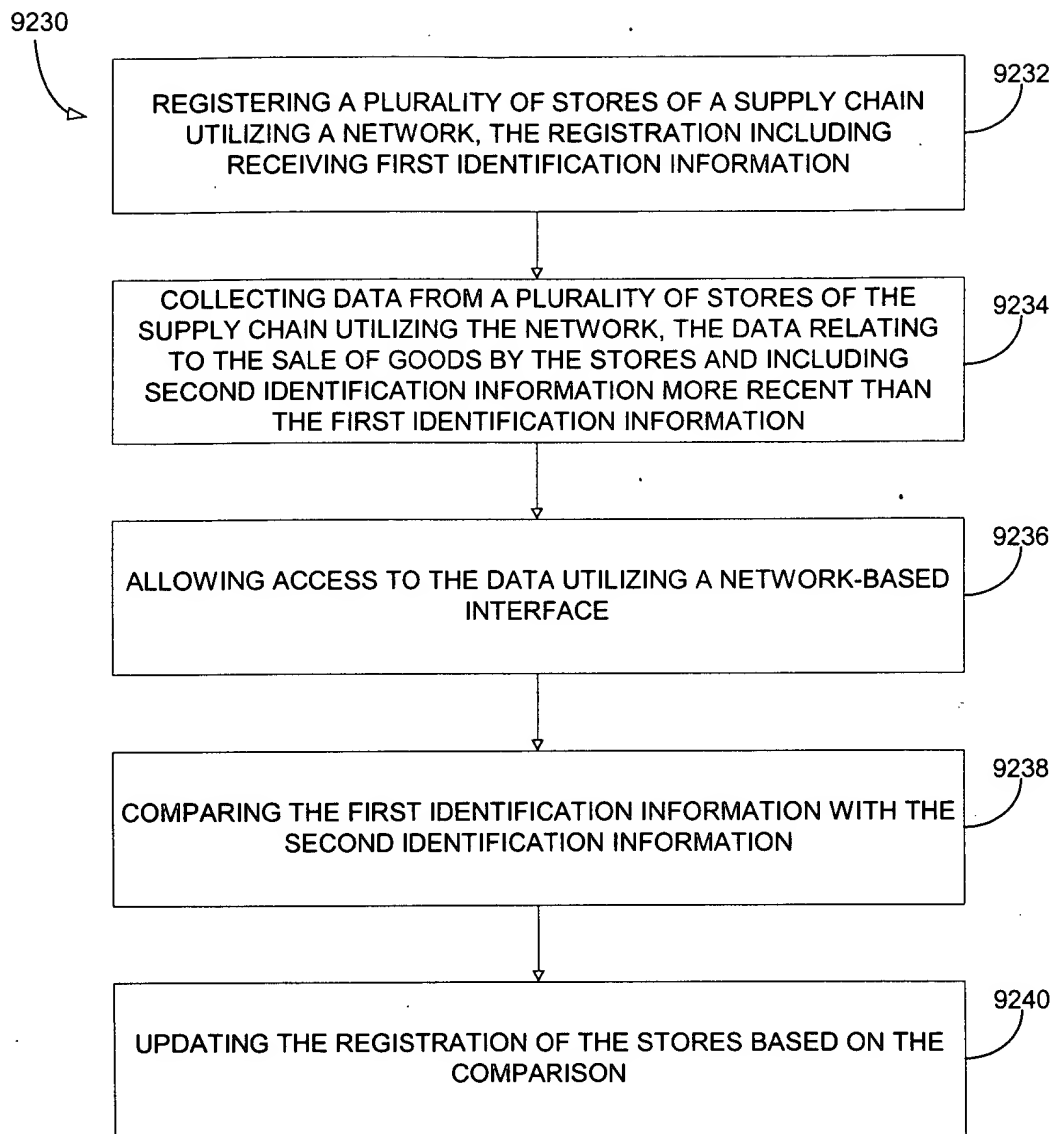 9230
9232
REGISTERING A PLURALITY OF STORES OF A SUPPLY CHAIN
UTILIZING A NETWORK, THE REGISTRATION INCLUDING
RECEIVING FIRST IDENTIFICATION INFORMATION
9234
COLLECTING DATA FROM A PLURALITY OF STORES OF THE
SUPPLY CHAIN UTILIZING THE NETWORK, THE DATA RELATING
TO THE SALE OF GOODS BY THE STORES AND INCLUDING
SECOND IDENTIFICATION INFORMATION MORE RECENT THAN
THE FIRST IDENTIFICATION INFORMATION
9236
ALLOWING ACCESS TO THE DATA UTILIZING A NETWORK-BASED
INTERFACE
9238
COMPARING THE FIRST IDENTIFICATION INFORMATION WITH THE
SECOND IDENTIFICATION INFORMATION
9240
UPDATING THE REGISTRATION OF THE STORES BASED ON THE
COMPARISON